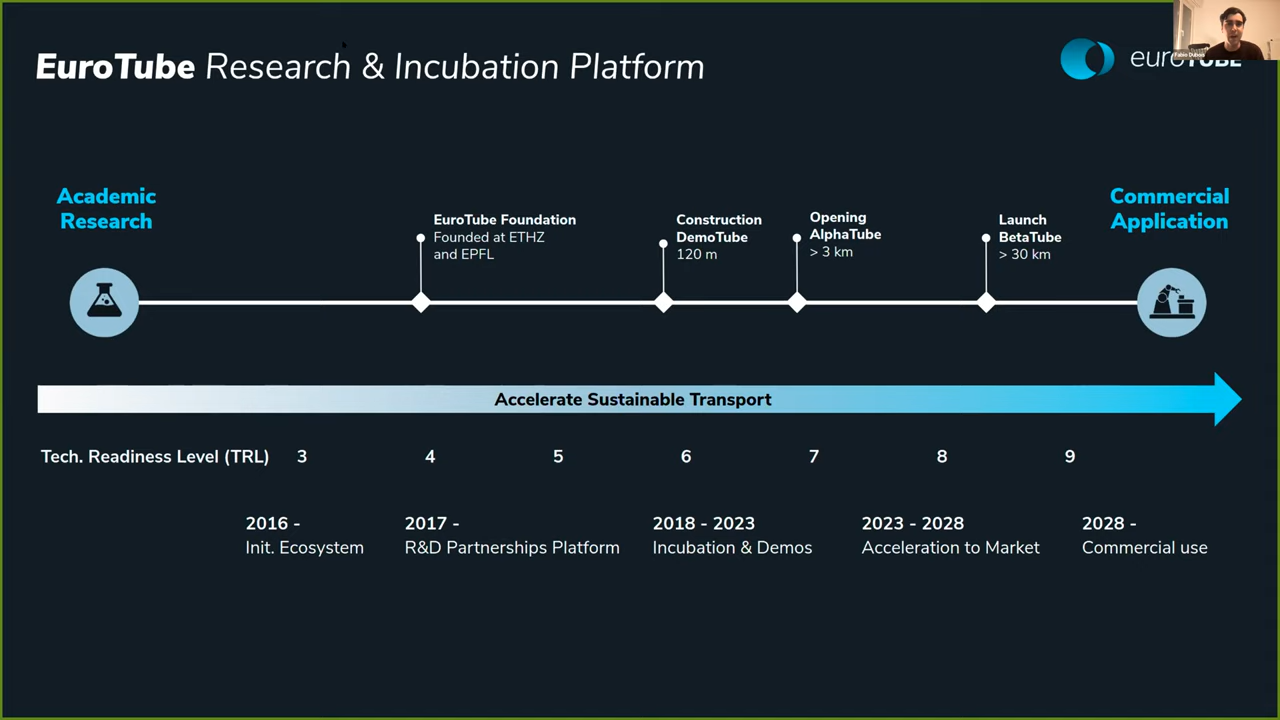 EuroTube Research & Incubation Platform
euroTUBE
Fabio Dubois
Academic
Research
EuroTube Foundation
Founded at ETHZ
and EPFL
Construction
DemoTube
120 m
Opening
AlphaTube
> 3 km
Launch
BetaTube
> 30 km
Commercial
Application
Accelerate Sustainable Transport
Tech. Readiness Level (TRL) 3 4 5 6 7 8 9
2016 -
Init. Ecosystem
2017 -
R&D Partnerships Platform
2018 - 2023
Incubation & Demos
2023 - 2028
Acceleration to Market
2028 -
Commercial use